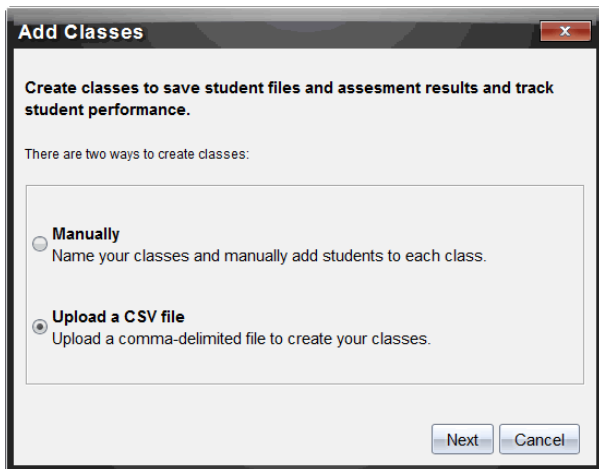 Add Classes
x
Create classes to save student files and assesment results and track
student performance.
There are two ways to create classes:
Manually
Name your classes and manually add students to each class.
Upload a CSV file
Upload a comma-delimited file to create your classes.
Next Cancel